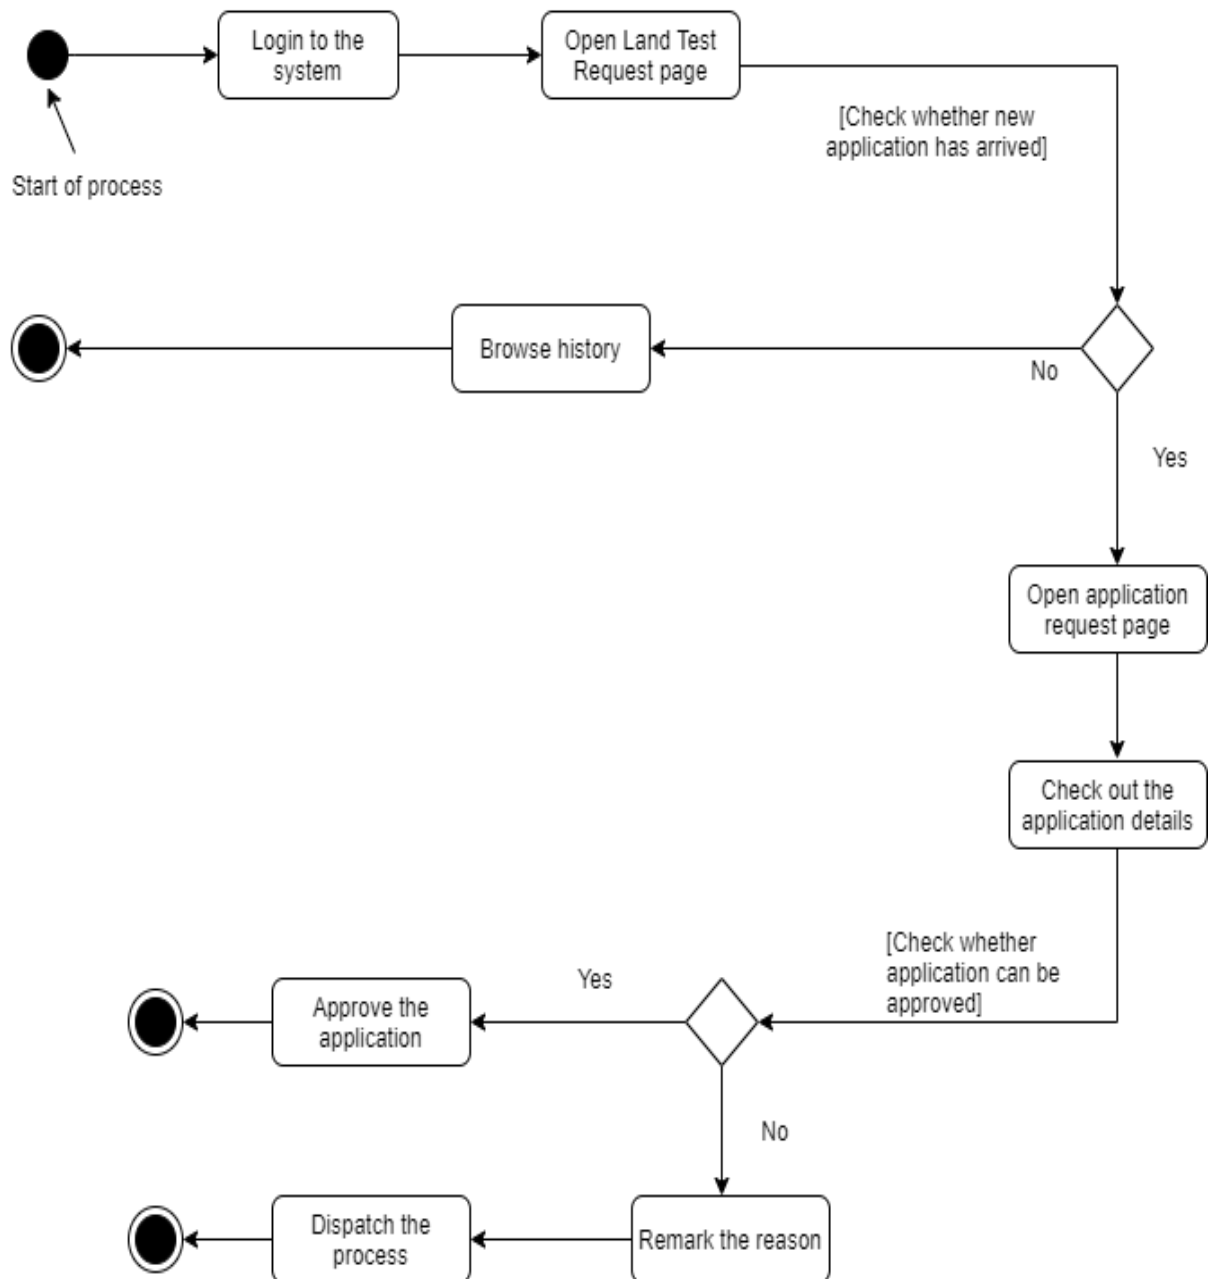 Login to the
system
Open Land Test
Request page
[Check whether new
application has arrived]
Start of process
Browse history
No
Yes
Open application
request page
Check out the
application details
[Check whether
application can be
approved]
Yes
Approve the
application
No
Dispatch the
process
Remark the reason